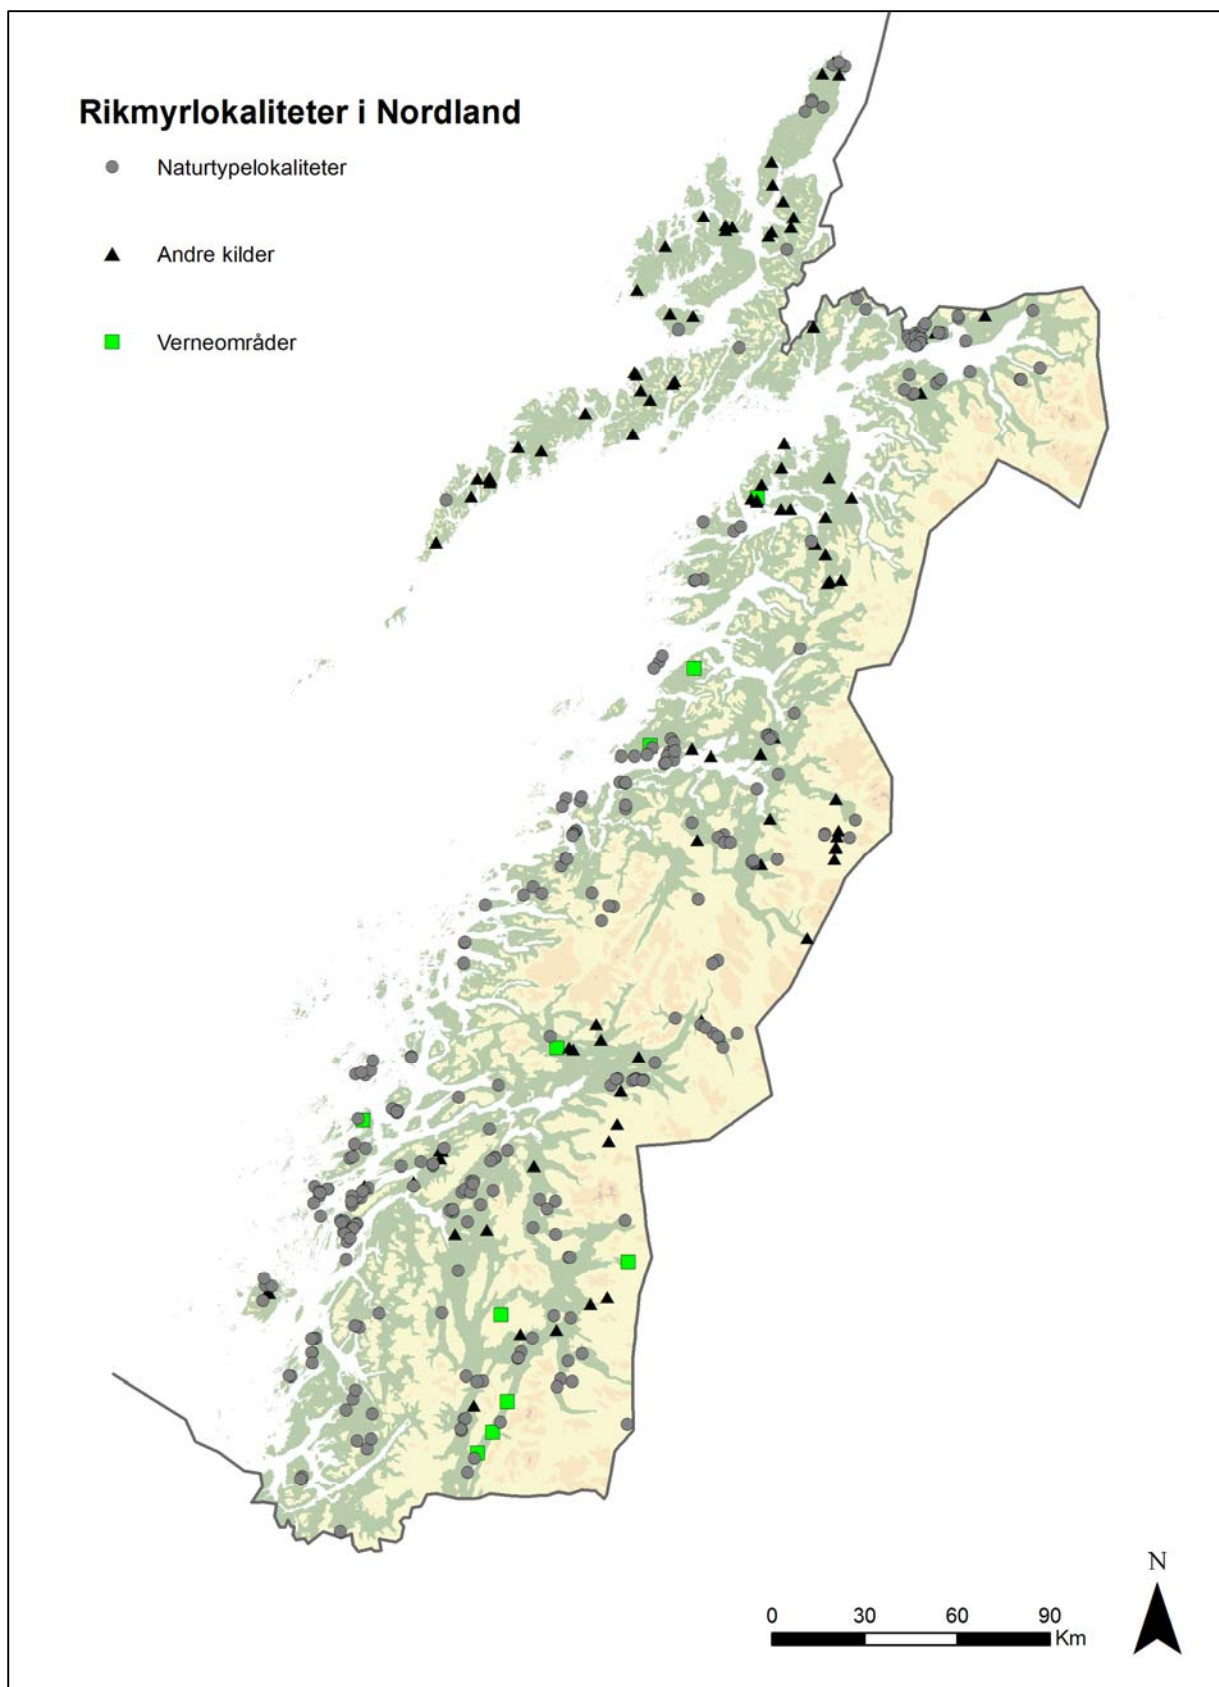 Rikmyrlokaliteter i Nordland
Naturtypelokaliteter
Andre kilder
Verneområder
N
0 30 60 90
Km